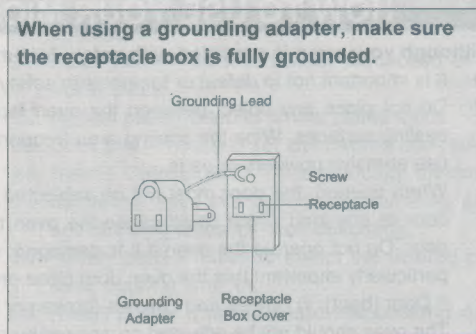 When using a grounding adapter, make sure
the receptacle box is fully grounded.
Grounding Lead
Screw
Receptacle
Grounding
Adapter
Receptacle
Box Cover